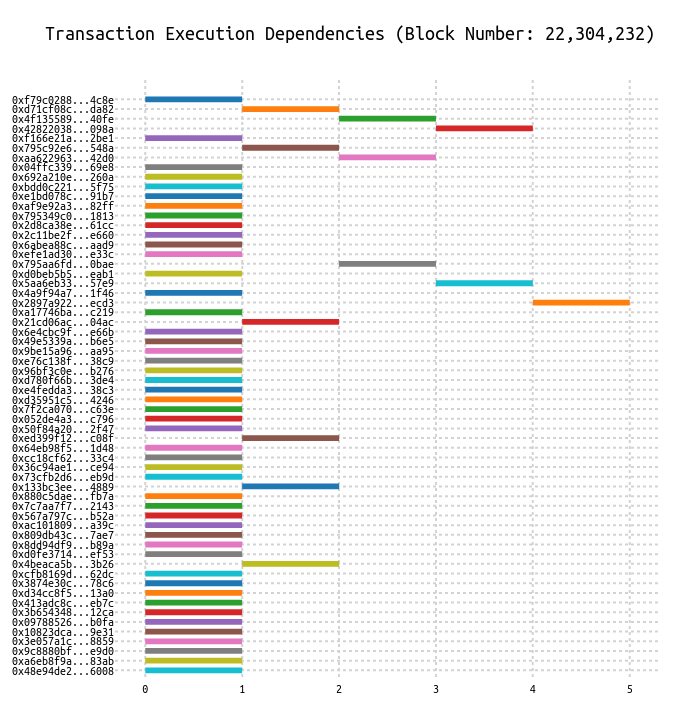 Transaction Execution Dependencies (Block Number: 22,304,232)
0xf79c0288...4c8e
0xd71cf08c...da82
0x4f135589...40fe
0x42822038...098a
0xf166e21a...2be1
0x795c92e6...548a
0xaa622963...42d0
0x04ffc339...69e8
0x692a210e...260a
0xbdd0c221...5f75
0xe1bd078c...91b7
0xaf9e92a3...82ff
0x795349c0...1813
0x2d8ca38e...61cc
0x2c11be2f...e660
0x6abea88c...aad9
0xefe1ad30...e33c
0x795aa6fd...0bae
0xd0beb5b5...eab1
0x5aa6eb33...57e9
0x4a9f94a7...1f46
0x2897a922...ecd3
0xa17746ba...c219
0x21cd06ac...04ac
0x6e4cbc9f...e66b
0x49e5339a...b6e5
0x9be15a96...aa95
0xe76c138f...38c9
0x96bf3c0e...b276
0xd780f66b...3de4
0xe4fedda3...38c3
0xd35951c5...4246
0x7f2ca070...c63e
0x052de4a3...c796
0x50f84a20...2f47
0xed399f12...c08f
0x64eb98f5...1d48
0xcc18cf62...33c4
0x36c94ae1...ce94
0x73cfb2d6...eb9d
0x133bc3ee...4889
0x880c5dae...fb7a
0x7c7aa7f7...2143
0x567a797c...b52a
0xac101809...a39c
0x809db43c...7ae7
0x8dd94df9...b89a
0xd0fe3714...ef53
0x4beaca5b...3b26
0xcfb8169d...62dc
0x3874e30c...78c6
0xd34cc8f5...13a0
0x413adc8c...eb7c
0x3b654348...12ca
0x09788526...b0fa
0x10823dca...9e31
0x3e057a1c...8859
0x9c8880bf...e9d0
0xa6eb8f9a...83ab
0x48e94de2...6008
0 1 2 3 4 5